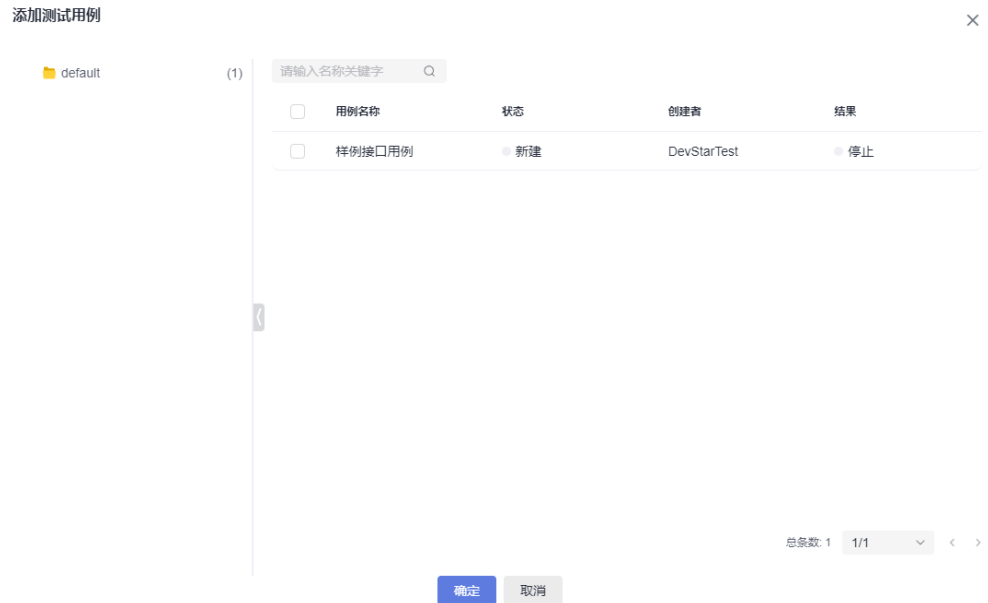 添加测试用例
default (1)
请输入名称关键字
用例名称 状态 创建者 结果
样例接口用例 新建 DevStarTest 停止
总条数: 1 1/1
确定 取消